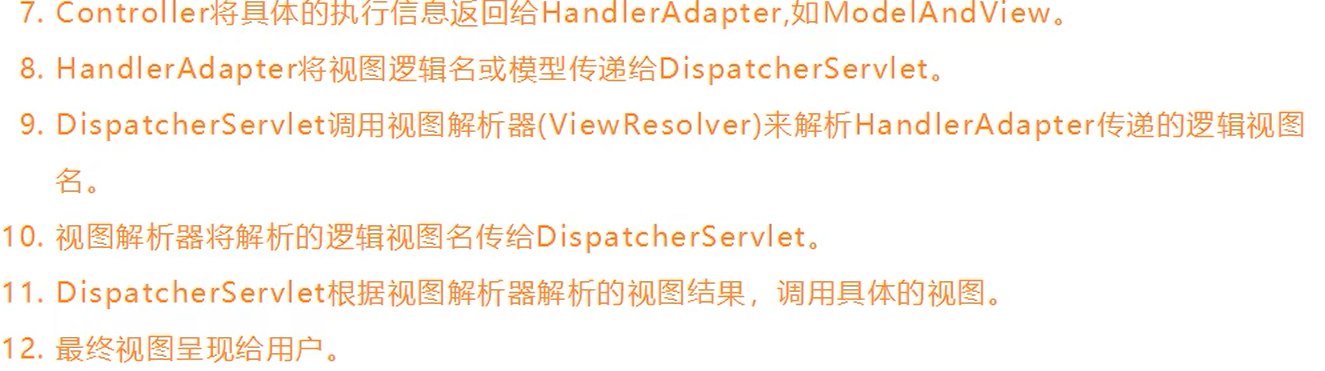 7. Controller将具体的执行信息返回给HandlerAdapter,如ModelAndView。
8. HandlerAdapter将视图逻辑名或模型传递给DispatcherServlet。
9. DispatcherServlet调用视图解析器(ViewResolver)来解析HandlerAdapter传递的逻辑视图
名。
10. 视图解析器将解析的逻辑视图名传给DispatcherServlet。
11. DispatcherServlet根据视图解析器解析的视图结果，调用具体的视图。
12. 最终视图呈现给用户。